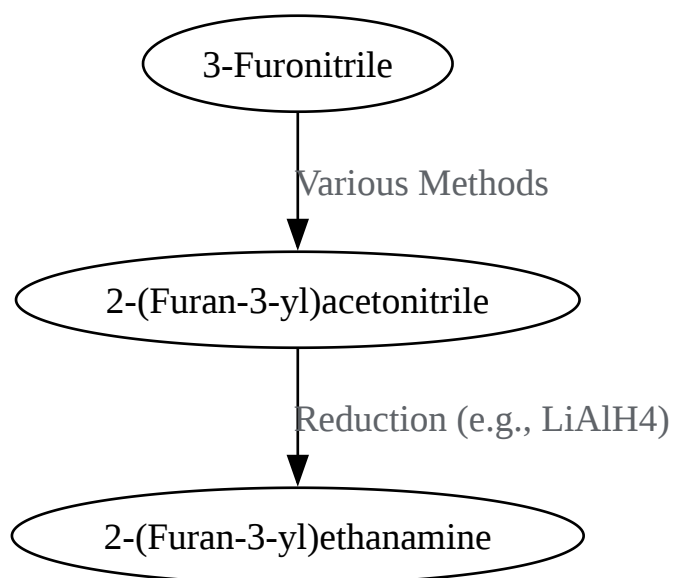 3-Furonitrile
Various Methods
2-(Furan-3-yl)acetonitrile
Reduction (e.g., LiAlH4)
2-(Furan-3-yl)ethanamine